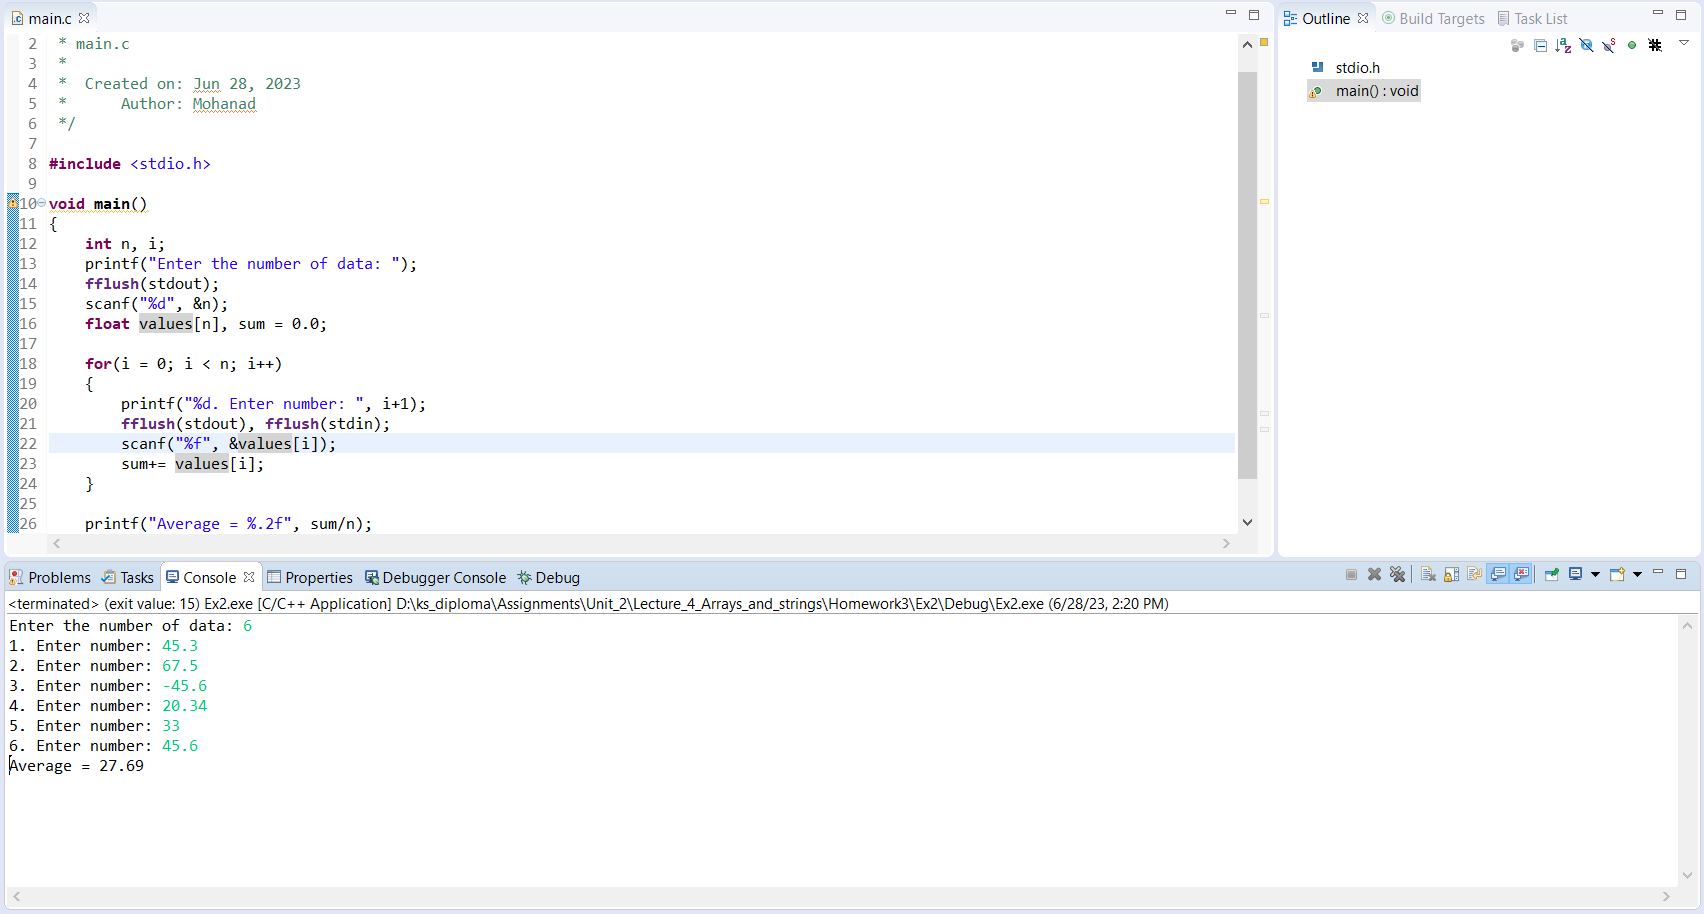 main.c
2 * main.c
3 *
4 *  Created on: Jun 28, 2023
5 *      Author: Mohanad
6 */
7
8 #include <stdio.h>
9
10 void main()
11 {
12     int n, i;
13     printf("Enter the number of data: ");
14     fflush(stdout);
15     scanf("%d", &n);
16     float values[n], sum = 0.0;
17
18     for(i = 0; i < n; i++)
19     {
20         printf("%d. Enter number: ", i+1);
21         fflush(stdout), fflush(stdin);
22         scanf("%f", &values[i]);
23         sum+= values[i];
24     }
25
26     printf("Average = %.2f", sum/n);
Outline Build Targets Task List
stdio.h
main() : void
Problems Tasks Console Properties Debugger Console Debug
<terminated> (exit value: 15) Ex2.exe [C/C++ Application] D:\ks_diploma\Assignments\Unit_2\Lecture_4_Arrays_and_strings\Homework3\Ex2\Debug\Ex2.exe (6/28/23, 2:20 PM)
Enter the number of data: 6
1. Enter number: 45.3
2. Enter number: 67.5
3. Enter number: -45.6
4. Enter number: 20.34
5. Enter number: 33
6. Enter number: 45.6
Average = 27.69